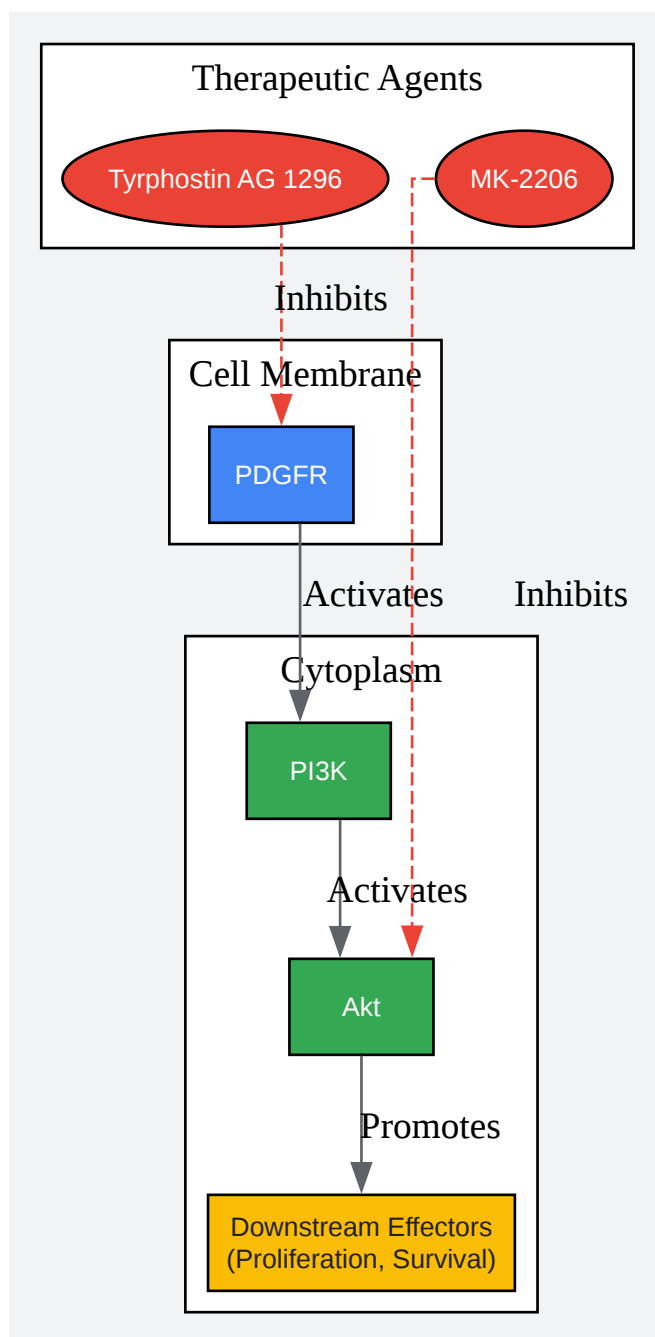 Therapeutic Agents
Tyrphostin AG 1296
MK-2206
Inhibits
Cell Membrane
PDGFR
Activates
Inhibits
Cytoplasm
PI3K
Activates
Akt
Promotes
Downstream Effectors
(Proliferation, Survival)